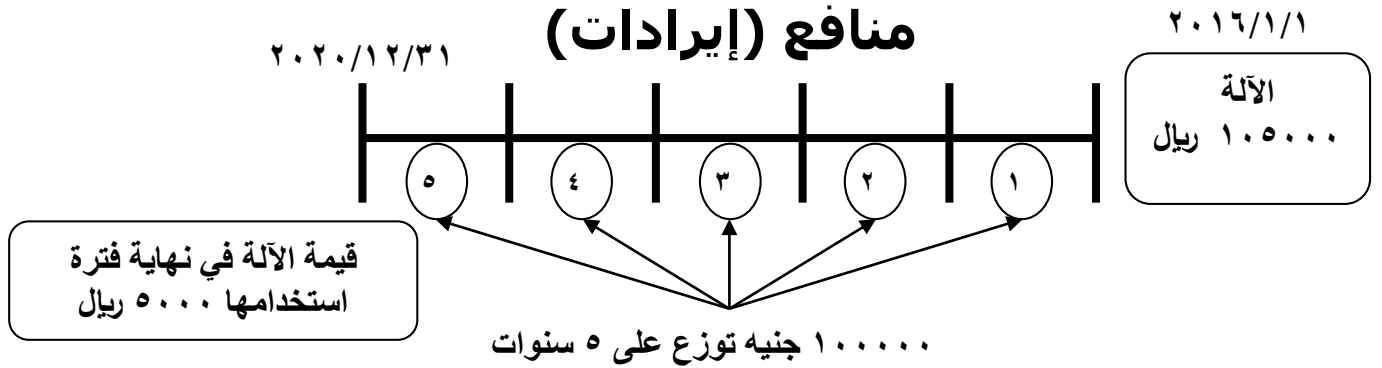 منافع (إيرادات)
٢٠١٦/١/١
٢٠٢٠/١٢/٣١
الآلة
١٠٥٠٠٠ ريال
١
٢
٣
٤
٥
قيمة الآلة في نهاية فترة
استخدامها ٥٠٠٠ ريال
١٠٠٠٠٠ جنيه توزع على ٥ سنوات